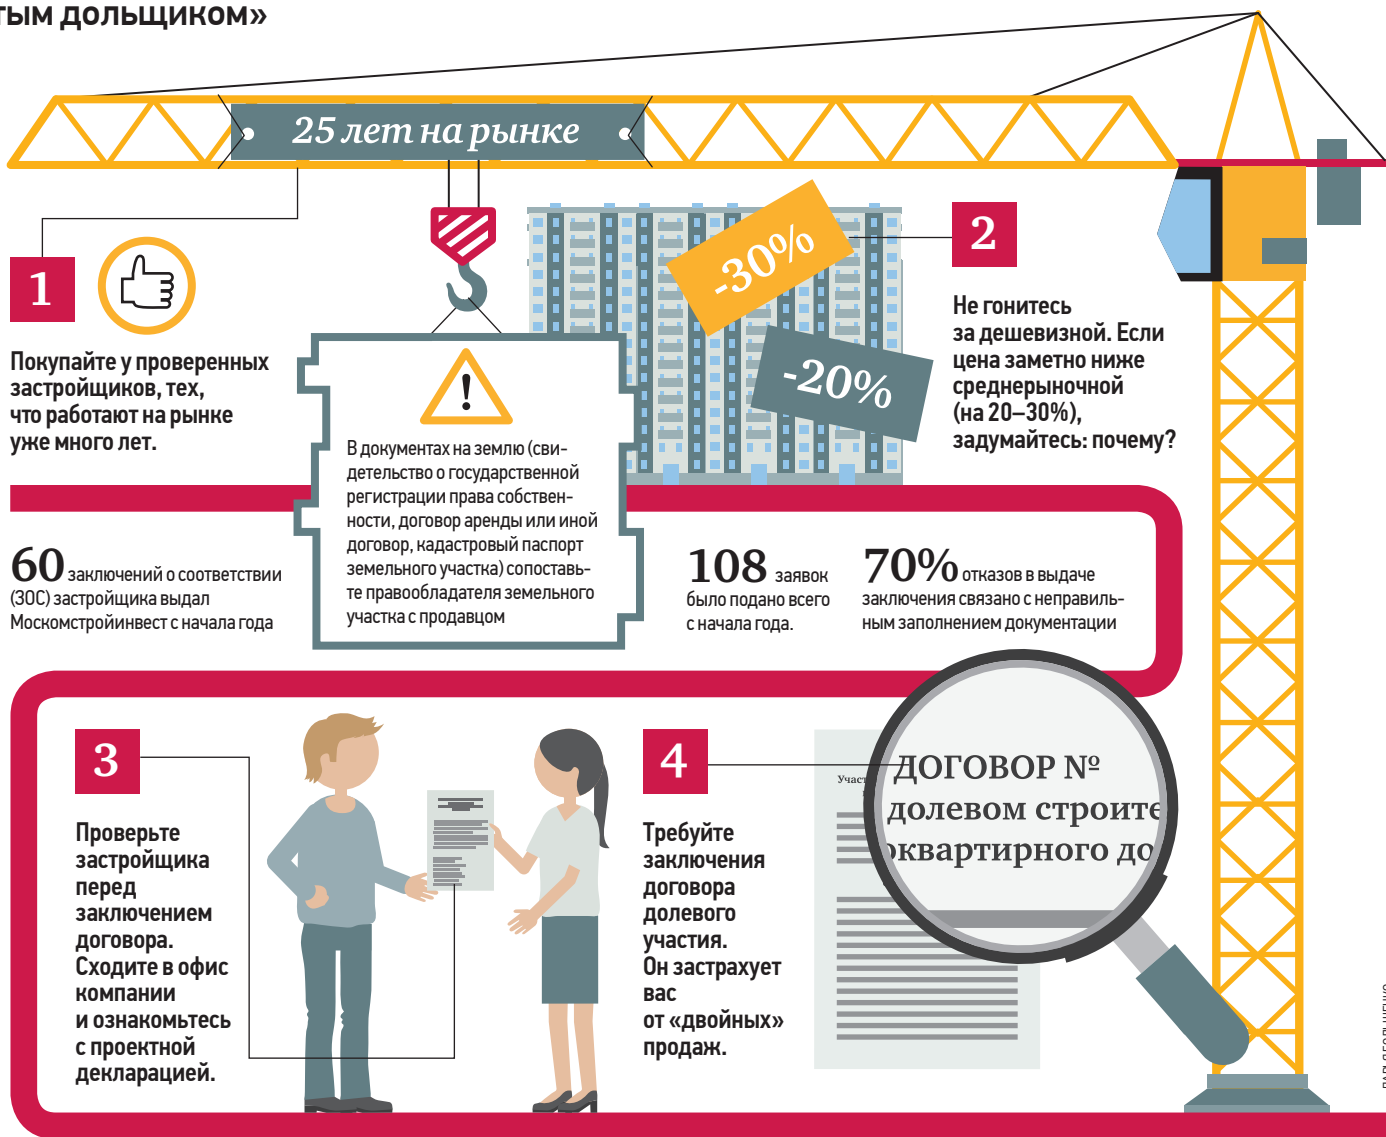 тым дольщиком»
25 лет на рынке
1
Покупайте у проверенных
застройщиков, тех,
что работают на рынке
уже много лет.
-30%
-20%
2
Не гонитесь
за дешевизной. Если
цена заметно ниже
среднерыночной
(на 20–30%),
задумайтесь: почему?
!
В документах на землю (сви-
детельство о государственной
регистрации права собствен-
ности, договор аренды или иной
договор, кадастровый паспорт
земельного участка) сопоставь-
те правообладателя земельного
участка с продавцом
60 заключений о соответствии
(ЗОС) застройщика выдал
Москомстройинвест с начала года
108 заявок
было подано всего
с начала года.
70% отказов в выдаче
заключения связано с неправиль-
ным заполнением документации
3
Проверьте
застройщика
перед
заключением
договора.
Сходите в офис
компании
и ознакомьтесь
с проектной
декларацией.
4
Требуйте
заключения
договора
долевого
участия.
Он застрахует
вас
от «двойных»
продаж.
Участ
ДОГОВОР №
долевом строите
оквартирного до